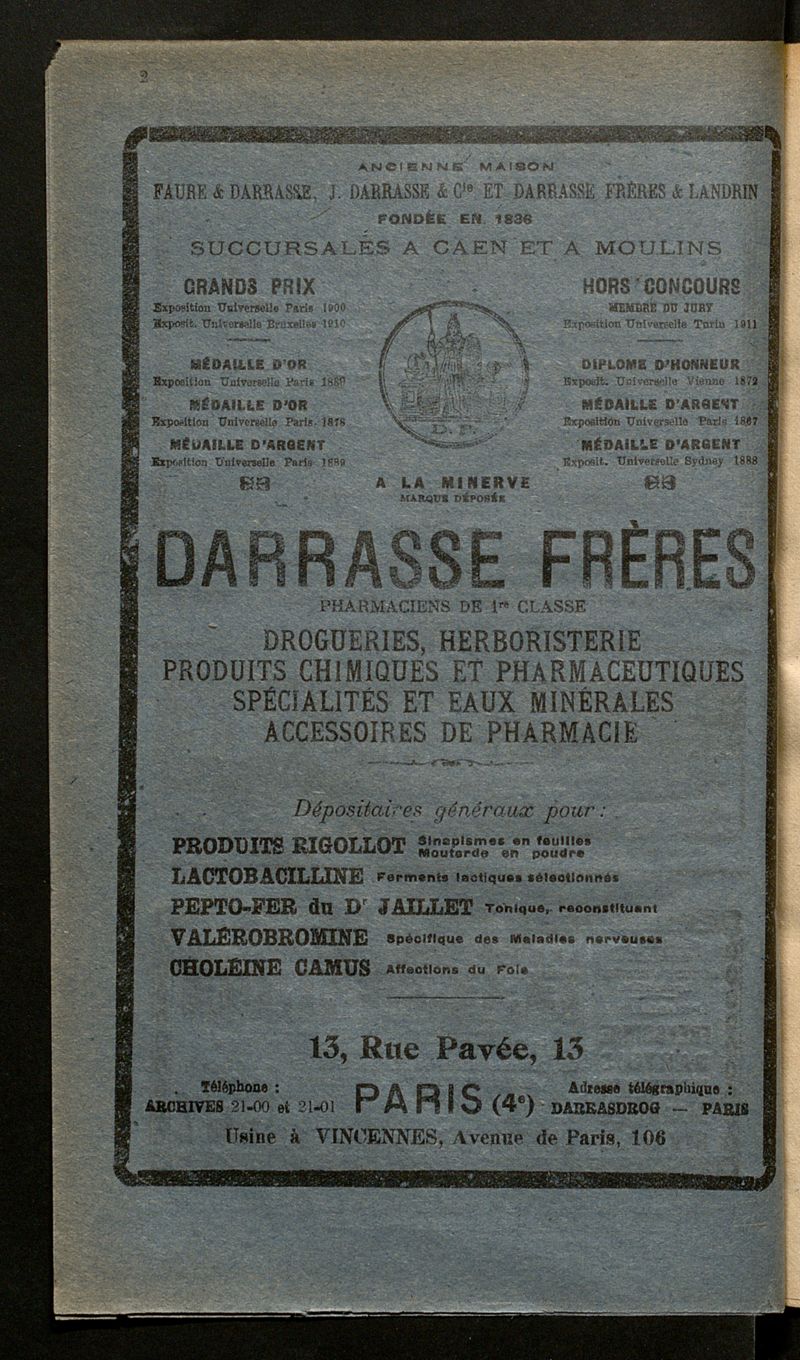 2
ANCIENNE MAISON
FAURE & DARRASSE, J. DARRASSE & Cie ET DARRASSE FRÈRES & LANDRIN
FONDÉE EN 1836
SUCCURSALES A CAEN ET A MOULINS
GRANDS PRIX
Exposition Universelle Paris 1900
Exposit. Universelle Bruxelles 1910
MÉDAILLE D'OR
Exposition Universelle Paris 1889
MÉDAILLE D'OR
Exposition Universelle Paris 1878
MÉDAILLE D'ARGENT
Exposition Universelle Paris
HORS CONCOURS
MEMBRE DU JURY
Exposition Universelle Turin 1911
DIPLOME D'HONNEUR
Exposit. Universelle Vienne 1872
MÉDAILLE D'ARGENT
Exposition Universelle Paris 1867
MÉDAILLE D'ARGENT
Exposit. Universelle Sydney 1888
D. F.
A LA MINERVE
MARQUE DÉPOSÉE
DARRASSE FRÈRES
PHARMACIENS DE 1re CLASSE
DROGUERIES, HERBORISTERIE
PRODUITS CHIMIQUES ET PHARMACEUTIQUES
SPÉCIALITÉS ET EAUX MINÉRALES
ACCESSOIRES DE PHARMACIE
Dépositaires généraux pour :
PRODUITS RIGOLLOT Sinapismes en feuilles
Moutarde en poudre
LACTOBACILLINE Ferments lactiques sélectionnés
PEPTO-FER du Dr JAILLET Tonique, reconstituant
VALÉROBROMINE Spécifique des Maladies nerveuses
CHOLÉINE CAMUS Affections du Foie
13, Rue Pavée, 13
Téléphone :
ARCHIVES 21-00 et 21-01
PARIS (4e)
Adresse télégraphique :
DARRASDROG — PARIS
Usine à VINCENNES, Avenue de Paris, 106